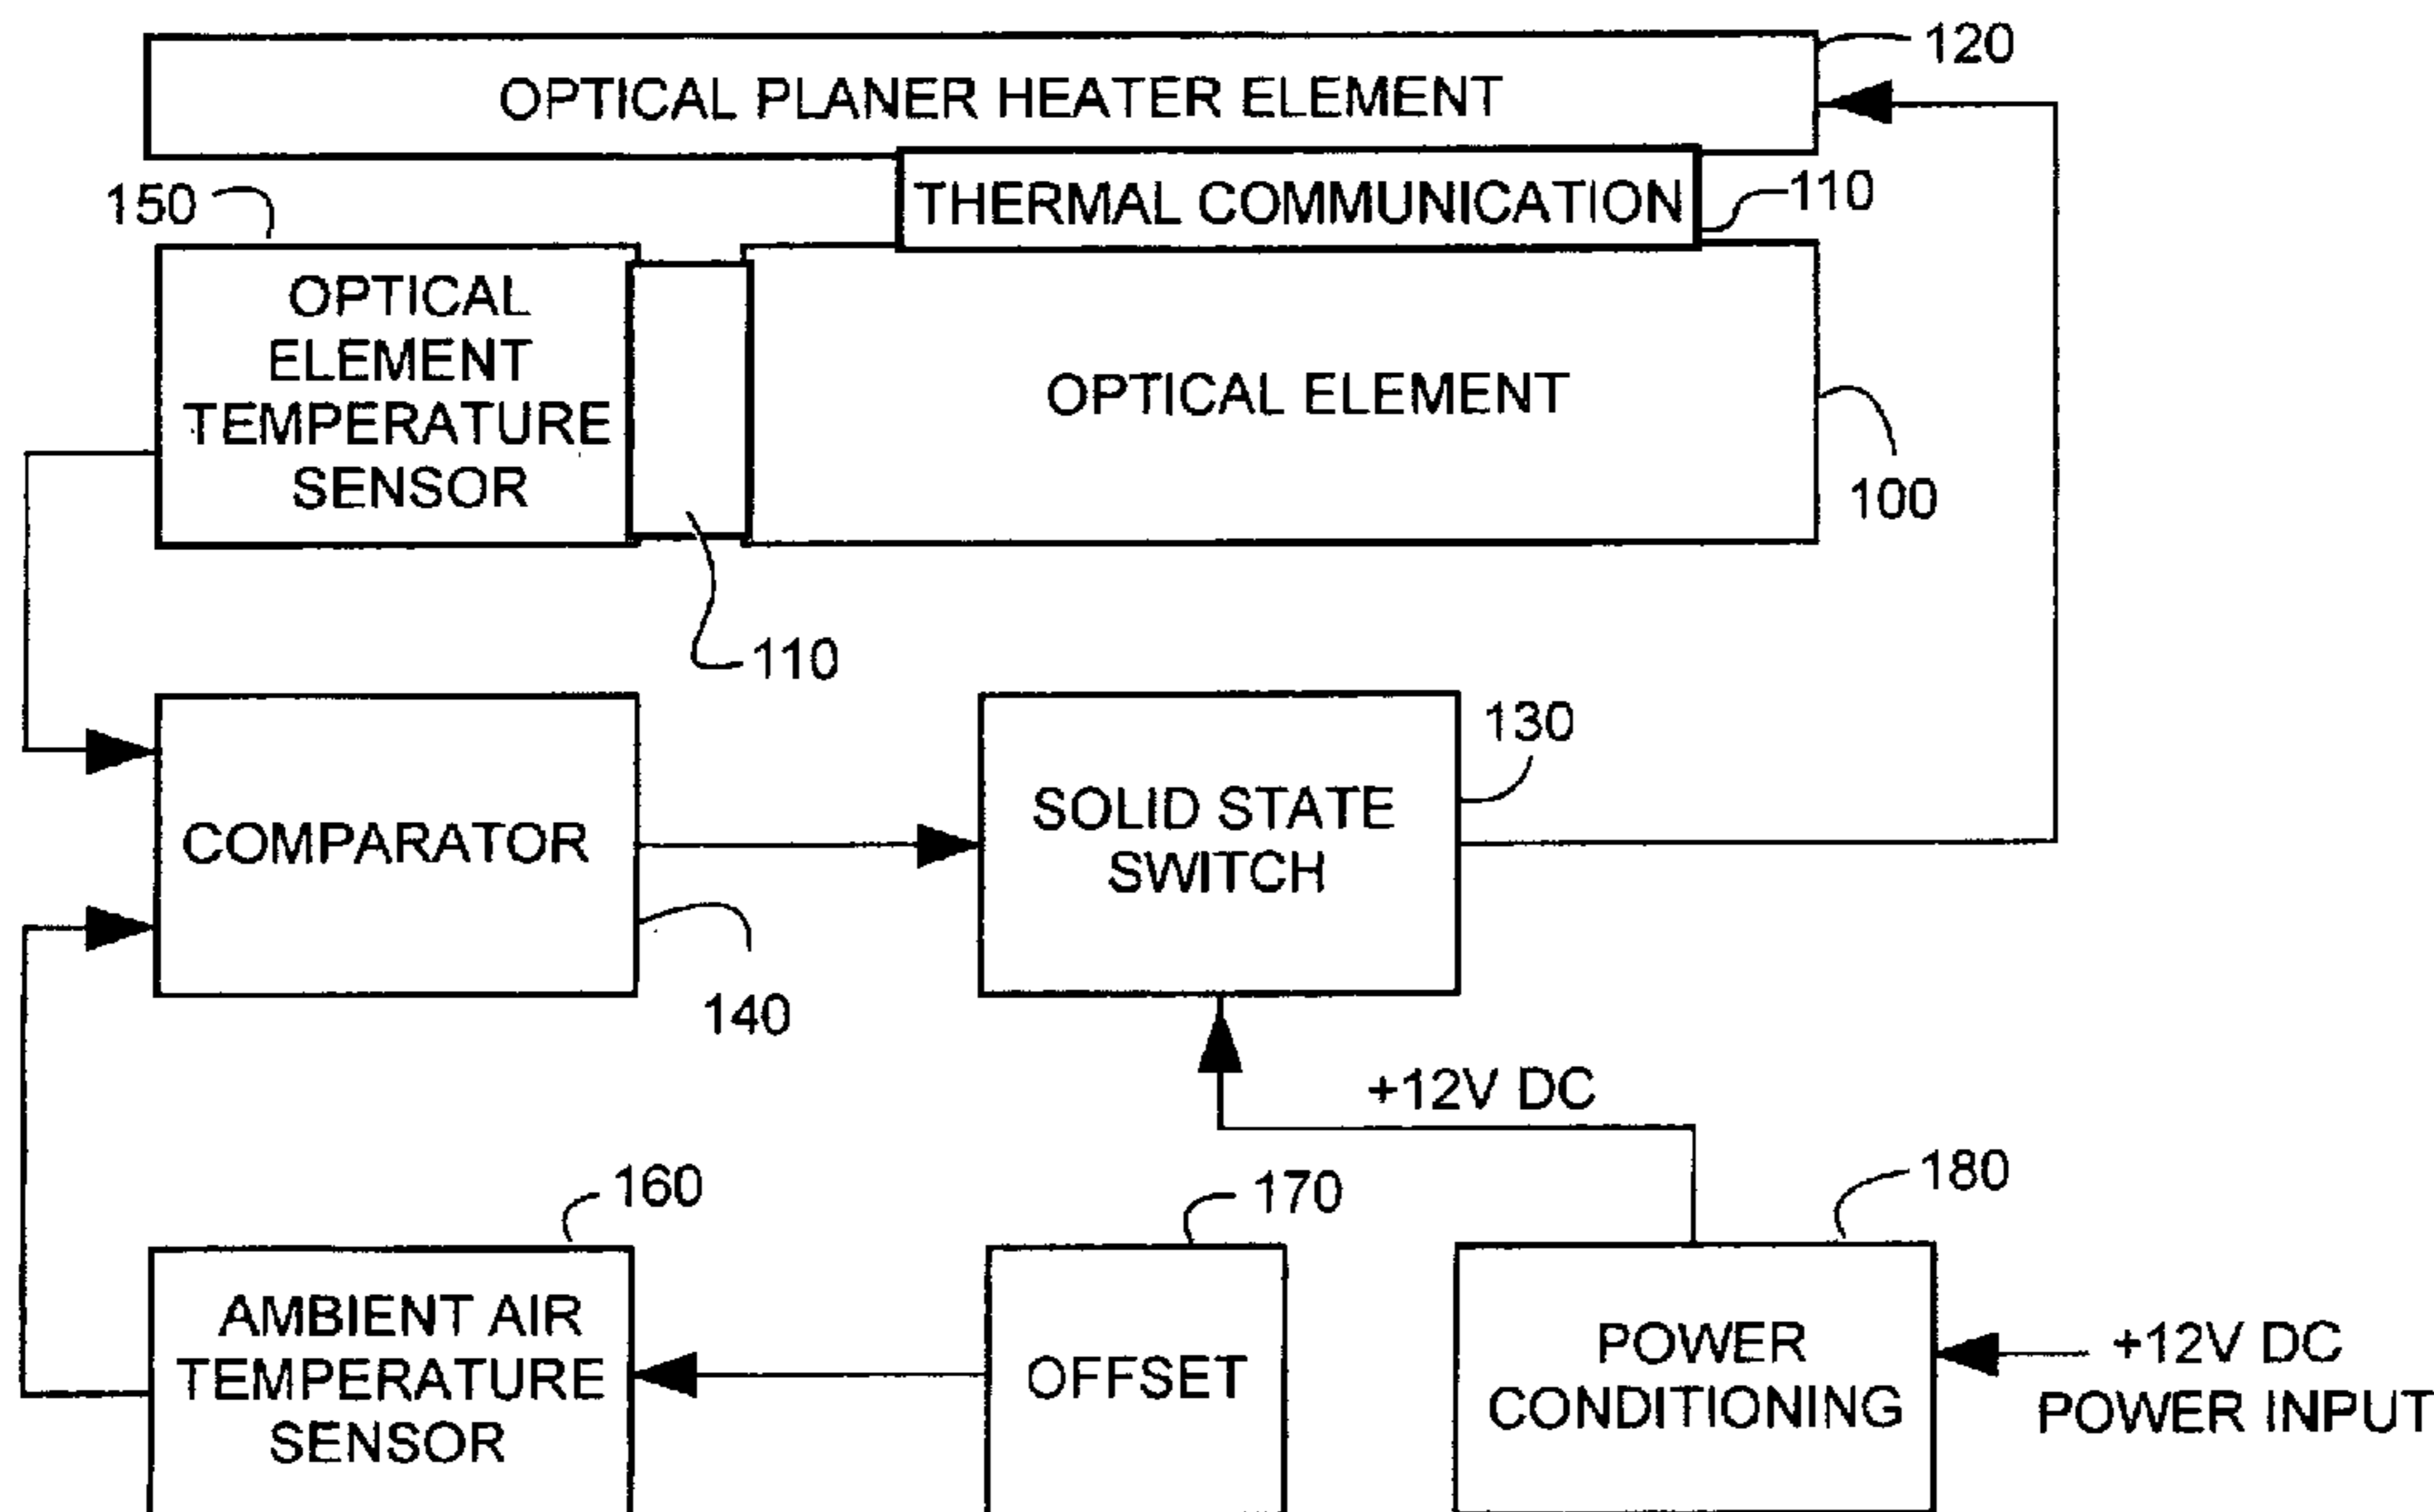 120
OPTICAL PLANER HEATER ELEMENT
150
THERMAL COMMUNICATION
110
OPTICAL
ELEMENT
TEMPERATURE
SENSOR
OPTICAL ELEMENT
100
110
130
COMPARATOR
SOLID STATE
SWITCH
140
+12V DC
160
170
180
AMBIENT AIR
TEMPERATURE
SENSOR
OFFSET
POWER
CONDITIONING
+12V DC
POWER INPUT